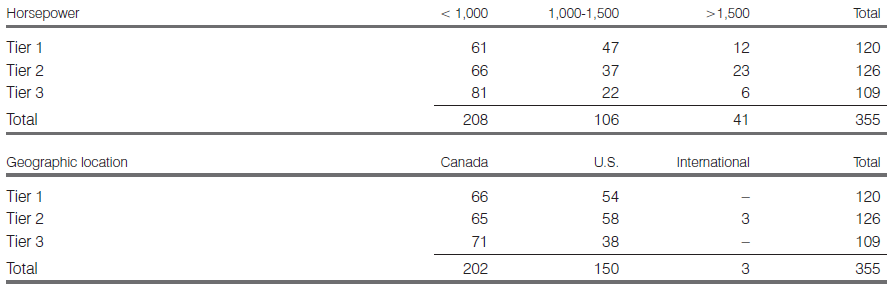 Horsepower < 1,000 1,000-1,500 >1,500 Total
Tier 1 61 47 12 120
Tier 2 66 37 23 126
Tier 3 81 22 6 109
Total 208 106 41 355
Geographic location Canada U.S. International Total
Tier 1 66 54 – 120
Tier 2 65 58 3 126
Tier 3 71 38 – 109
Total 202 150 3 355